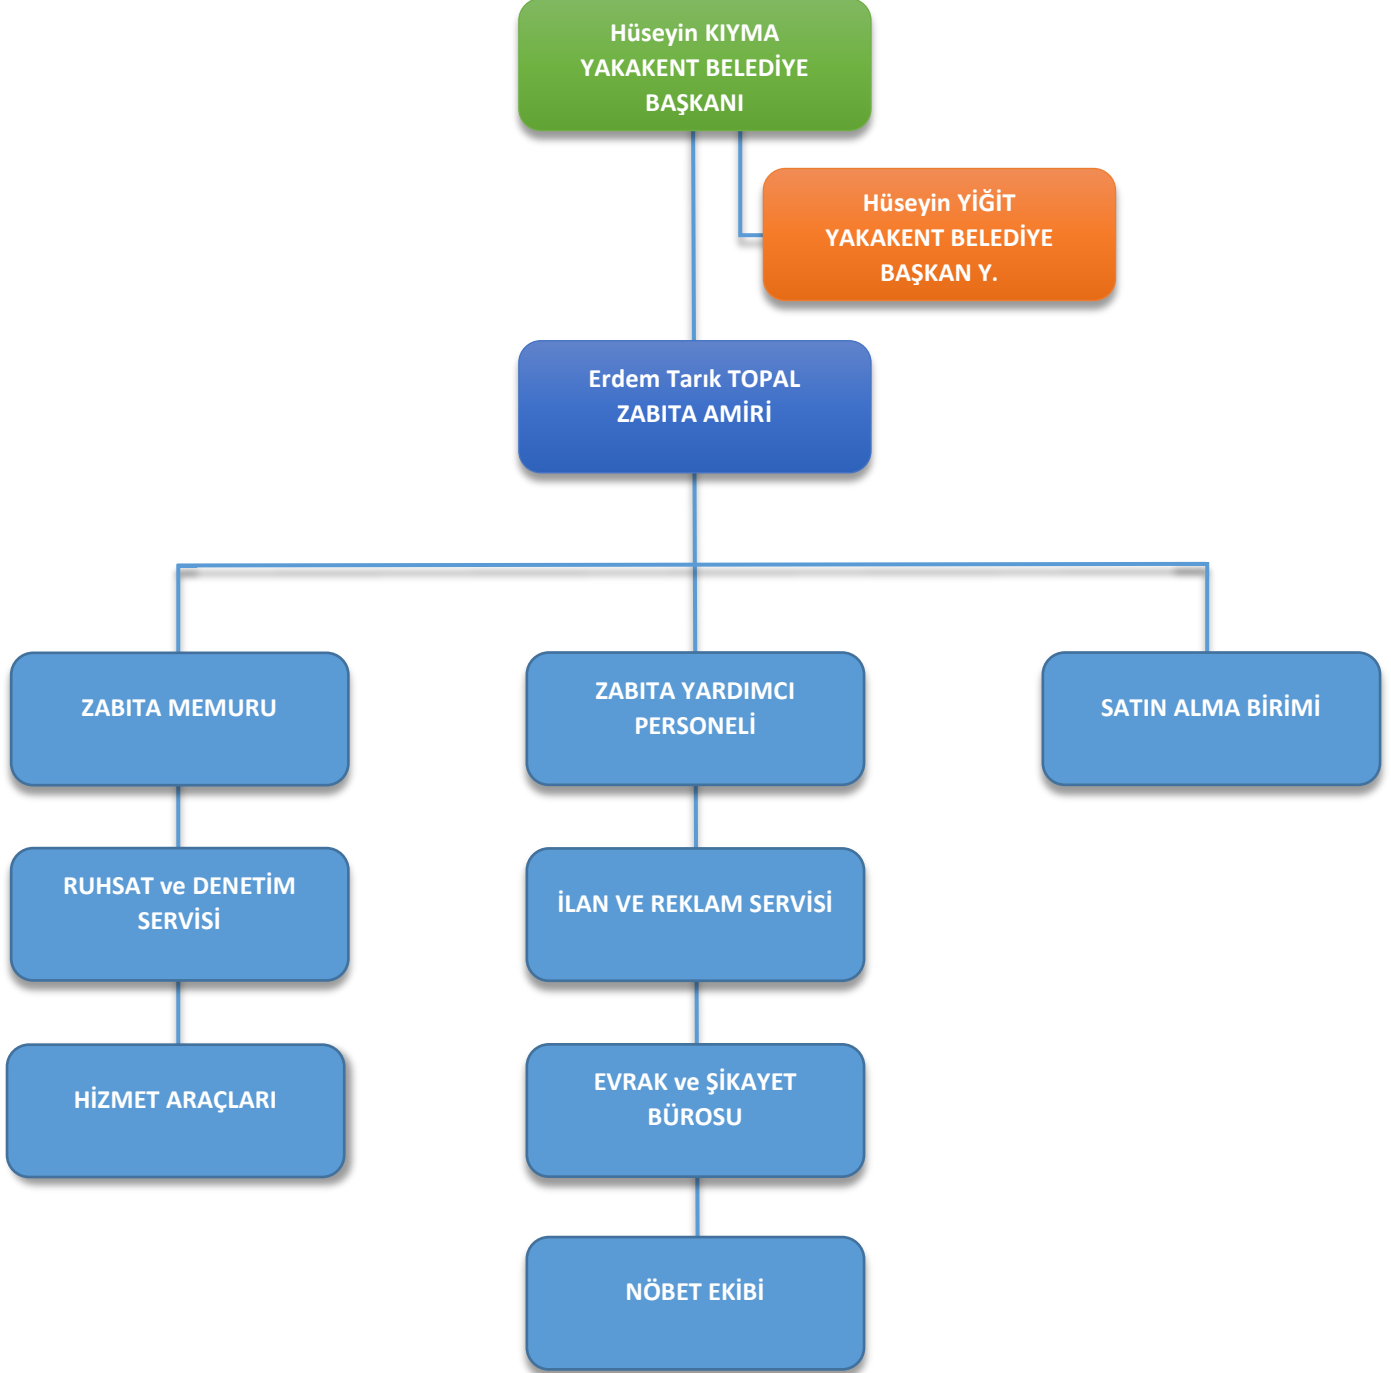 Hüseyin KIYMA
YAKAKENT BELEDİYE
BAŞKANI
Hüseyin YİĞİT
YAKAKENT BELEDİYE
BAŞKAN Y.
Erdem Tarık TOPAL
ZABITA AMİRİ
ZABITA MEMURU
ZABITA YARDIMCI
PERSONELİ
SATIN ALMA BİRİMİ
RUHSAT ve DENETİM
SERVİSİ
İLAN VE REKLAM SERVİSİ
HİZMET ARAÇLARI
EVRAK ve ŞİKAYET
BÜROSU
NÖBET EKİBİ